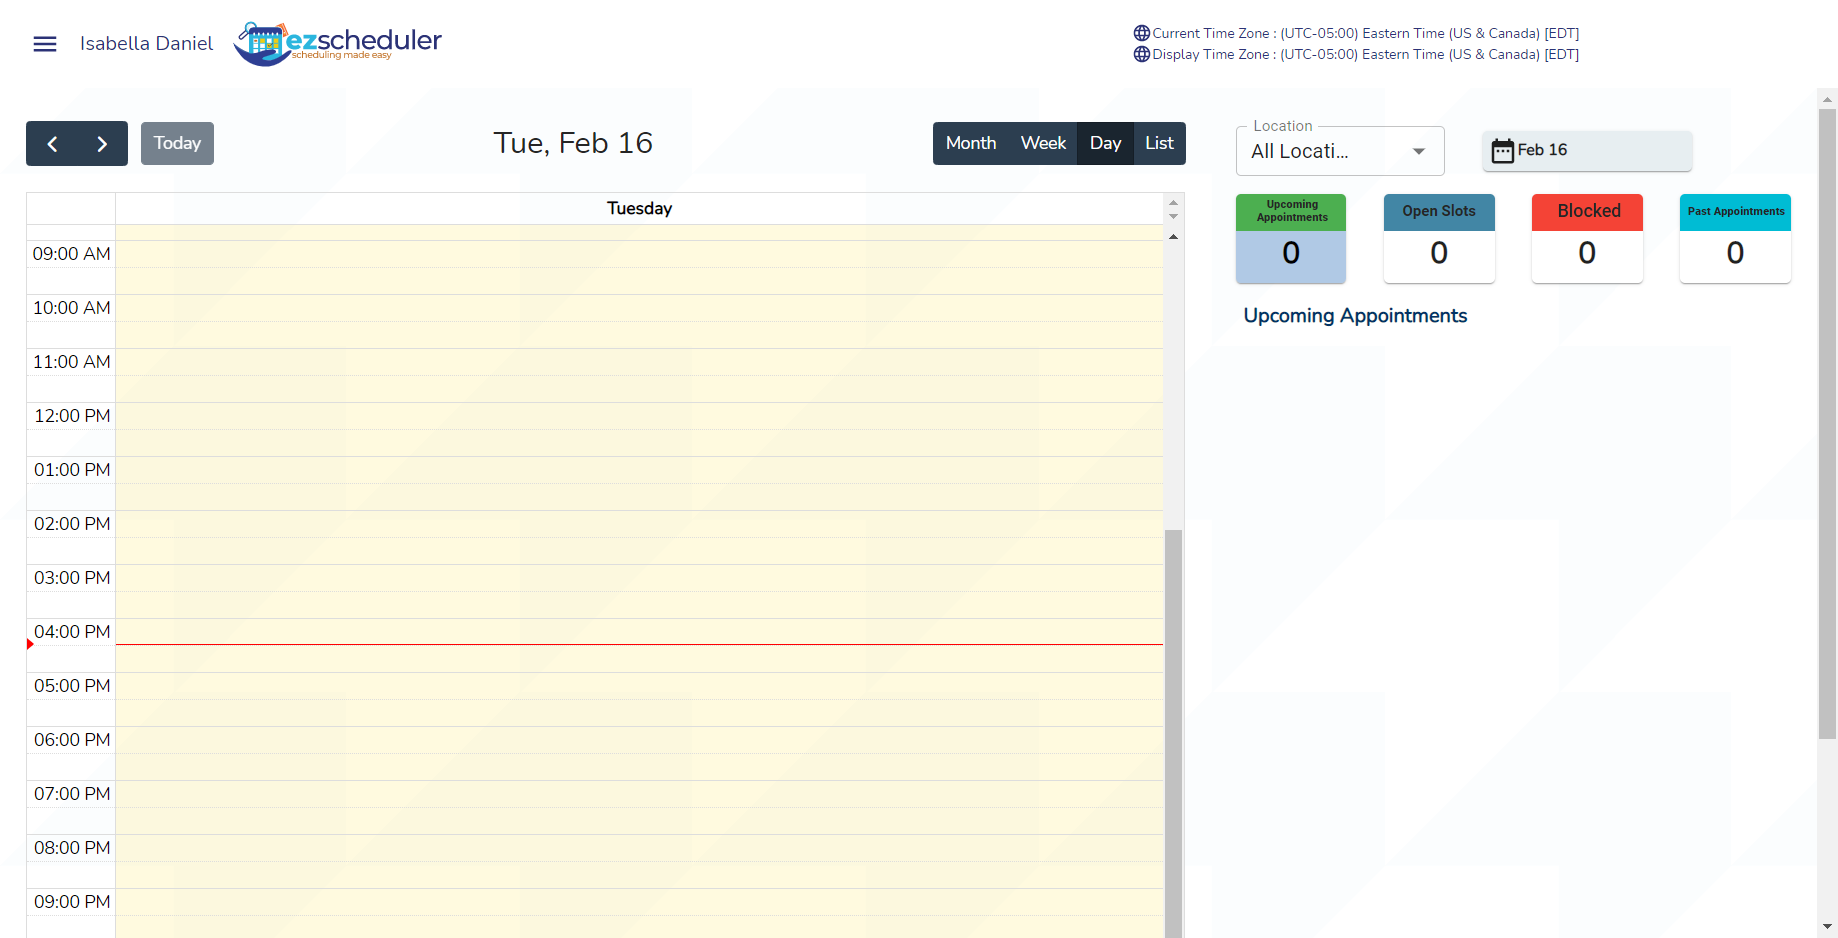 Isabella Daniel
ezscheduler
scheduling made easy
Current Time Zone : (UTC-05:00) Eastern Time (US & Canada) [EDT]
Display Time Zone : (UTC-05:00) Eastern Time (US & Canada) [EDT]
Today
Tue, Feb 16
Month Week Day List
Location
All Locati...
Feb 16
Tuesday
09:00 AM
10:00 AM
11:00 AM
12:00 PM
01:00 PM
02:00 PM
03:00 PM
04:00 PM
05:00 PM
06:00 PM
07:00 PM
08:00 PM
09:00 PM
Upcoming
Appointments
0
Open Slots
0
Blocked
0
Past Appointments
0
Upcoming Appointments